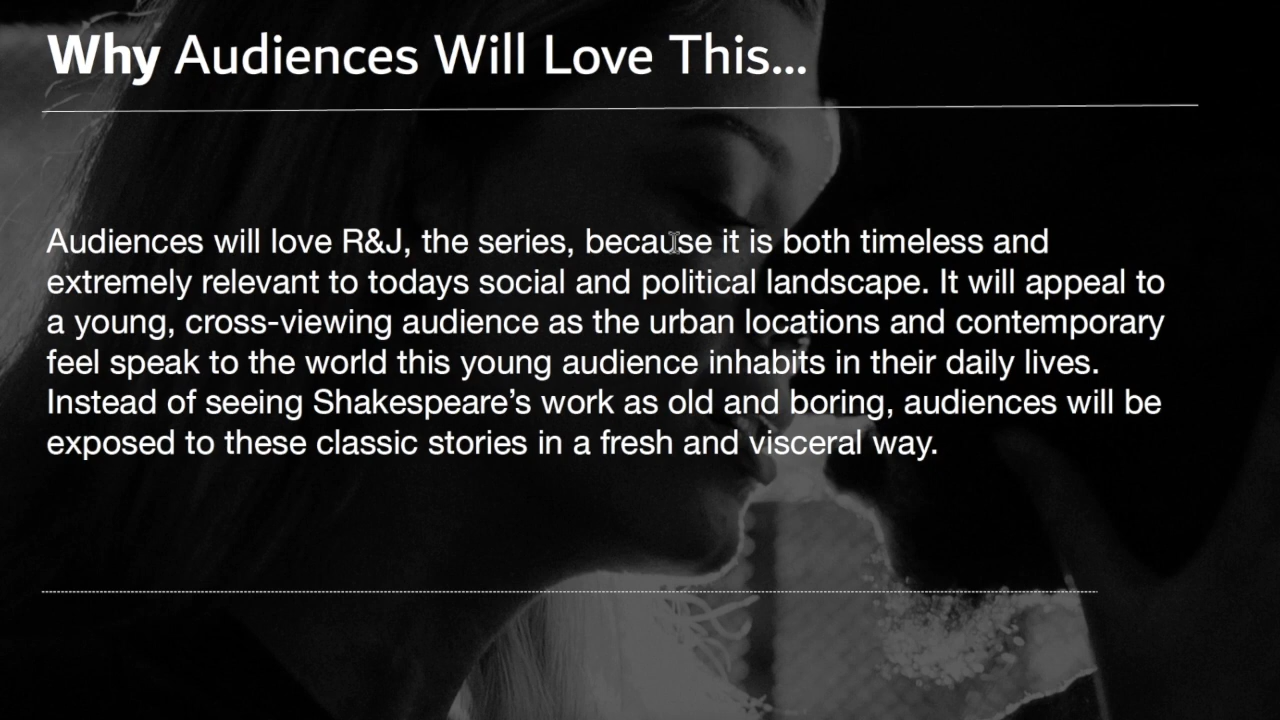 Why Audiences Will Love This...
Audiences will love R&J, the series, because it is both timeless and
extremely relevant to todays social and political landscape. It will appeal to
a young, cross-viewing audience as the urban locations and contemporary
feel speak to the world this young audience inhabits in their daily lives.
Instead of seeing Shakespeare’s work as old and boring, audiences will be
exposed to these classic stories in a fresh and visceral way.